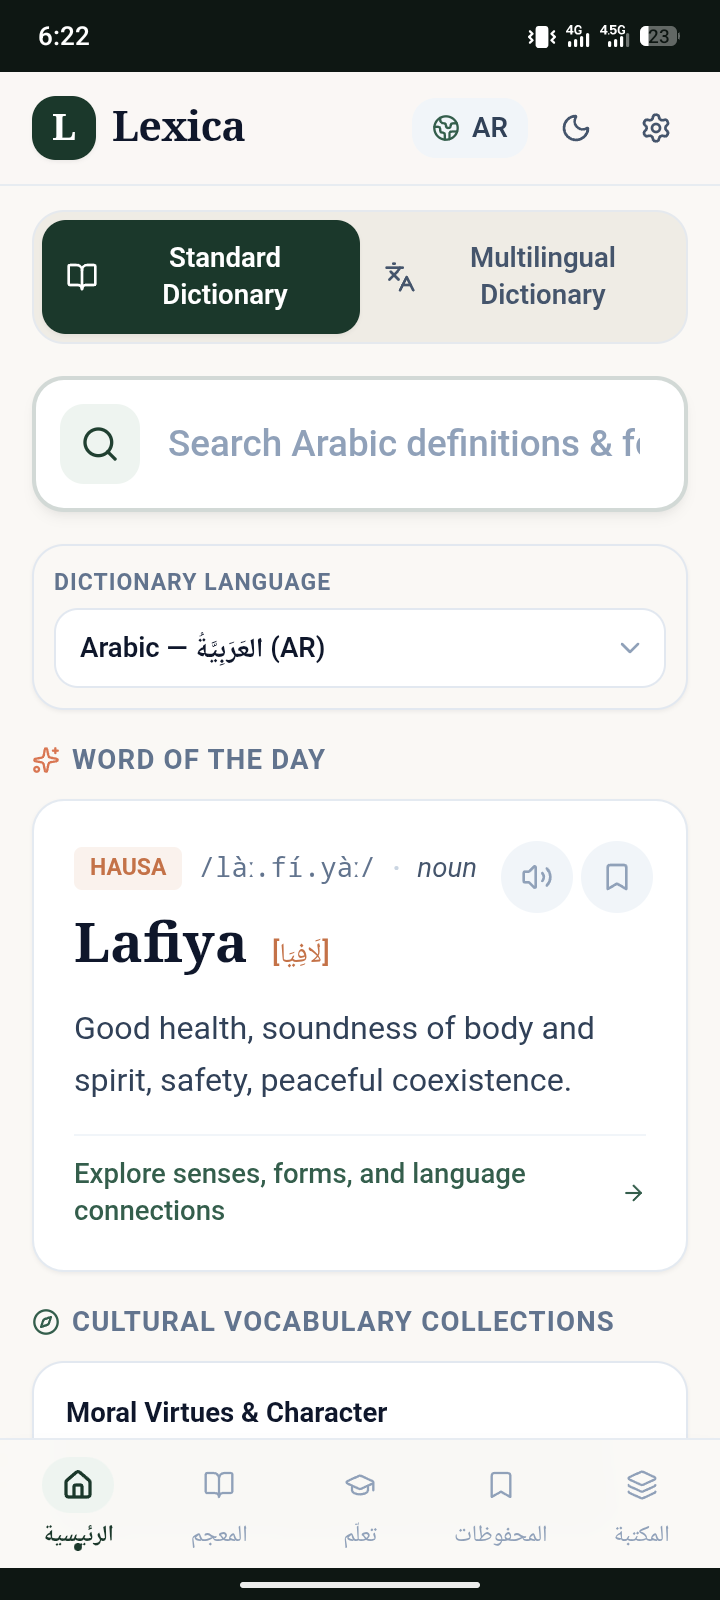 6:22
4G
4.5G
23
L
Lexica
AR
Standard
Dictionary
Multilingual
Dictionary
Search Arabic definitions &
DICTIONARY LANGUAGE
Arabic — العَرَبِيَّةُ (AR)
WORD OF THE DAY
HAUSA /làː.fí.yàː/ · noun
Lafiya [لَافِيَا]
Good health, soundness of body and
spirit, safety, peaceful coexistence.
Explore senses, forms, and language
connections
CULTURAL VOCABULARY COLLECTIONS
Moral Virtues & Character
الرئيسية
المعجم
تعلّم
المحفوظات
المكتبة